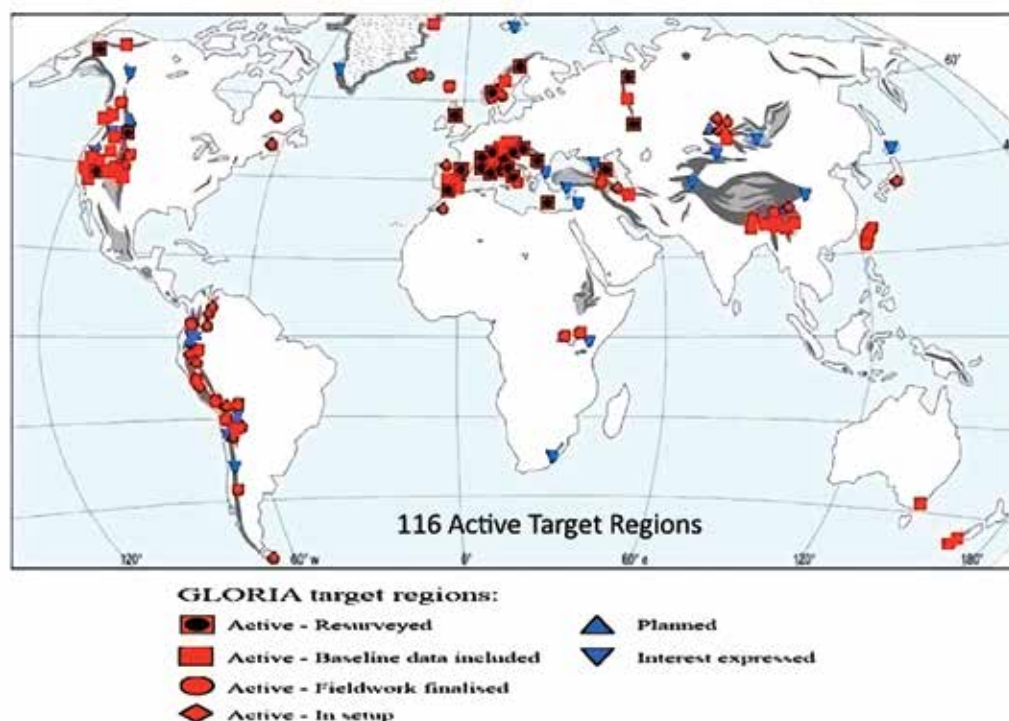 60°
4
116 Active Target Regions
120° 60° w 0° 60° e 120° 180°
GLORIA target regions:
Active - Resurveyed
Active - Baseline data included
Active - Fieldwork finalised
Active - In setup
Planned
Interest expressed